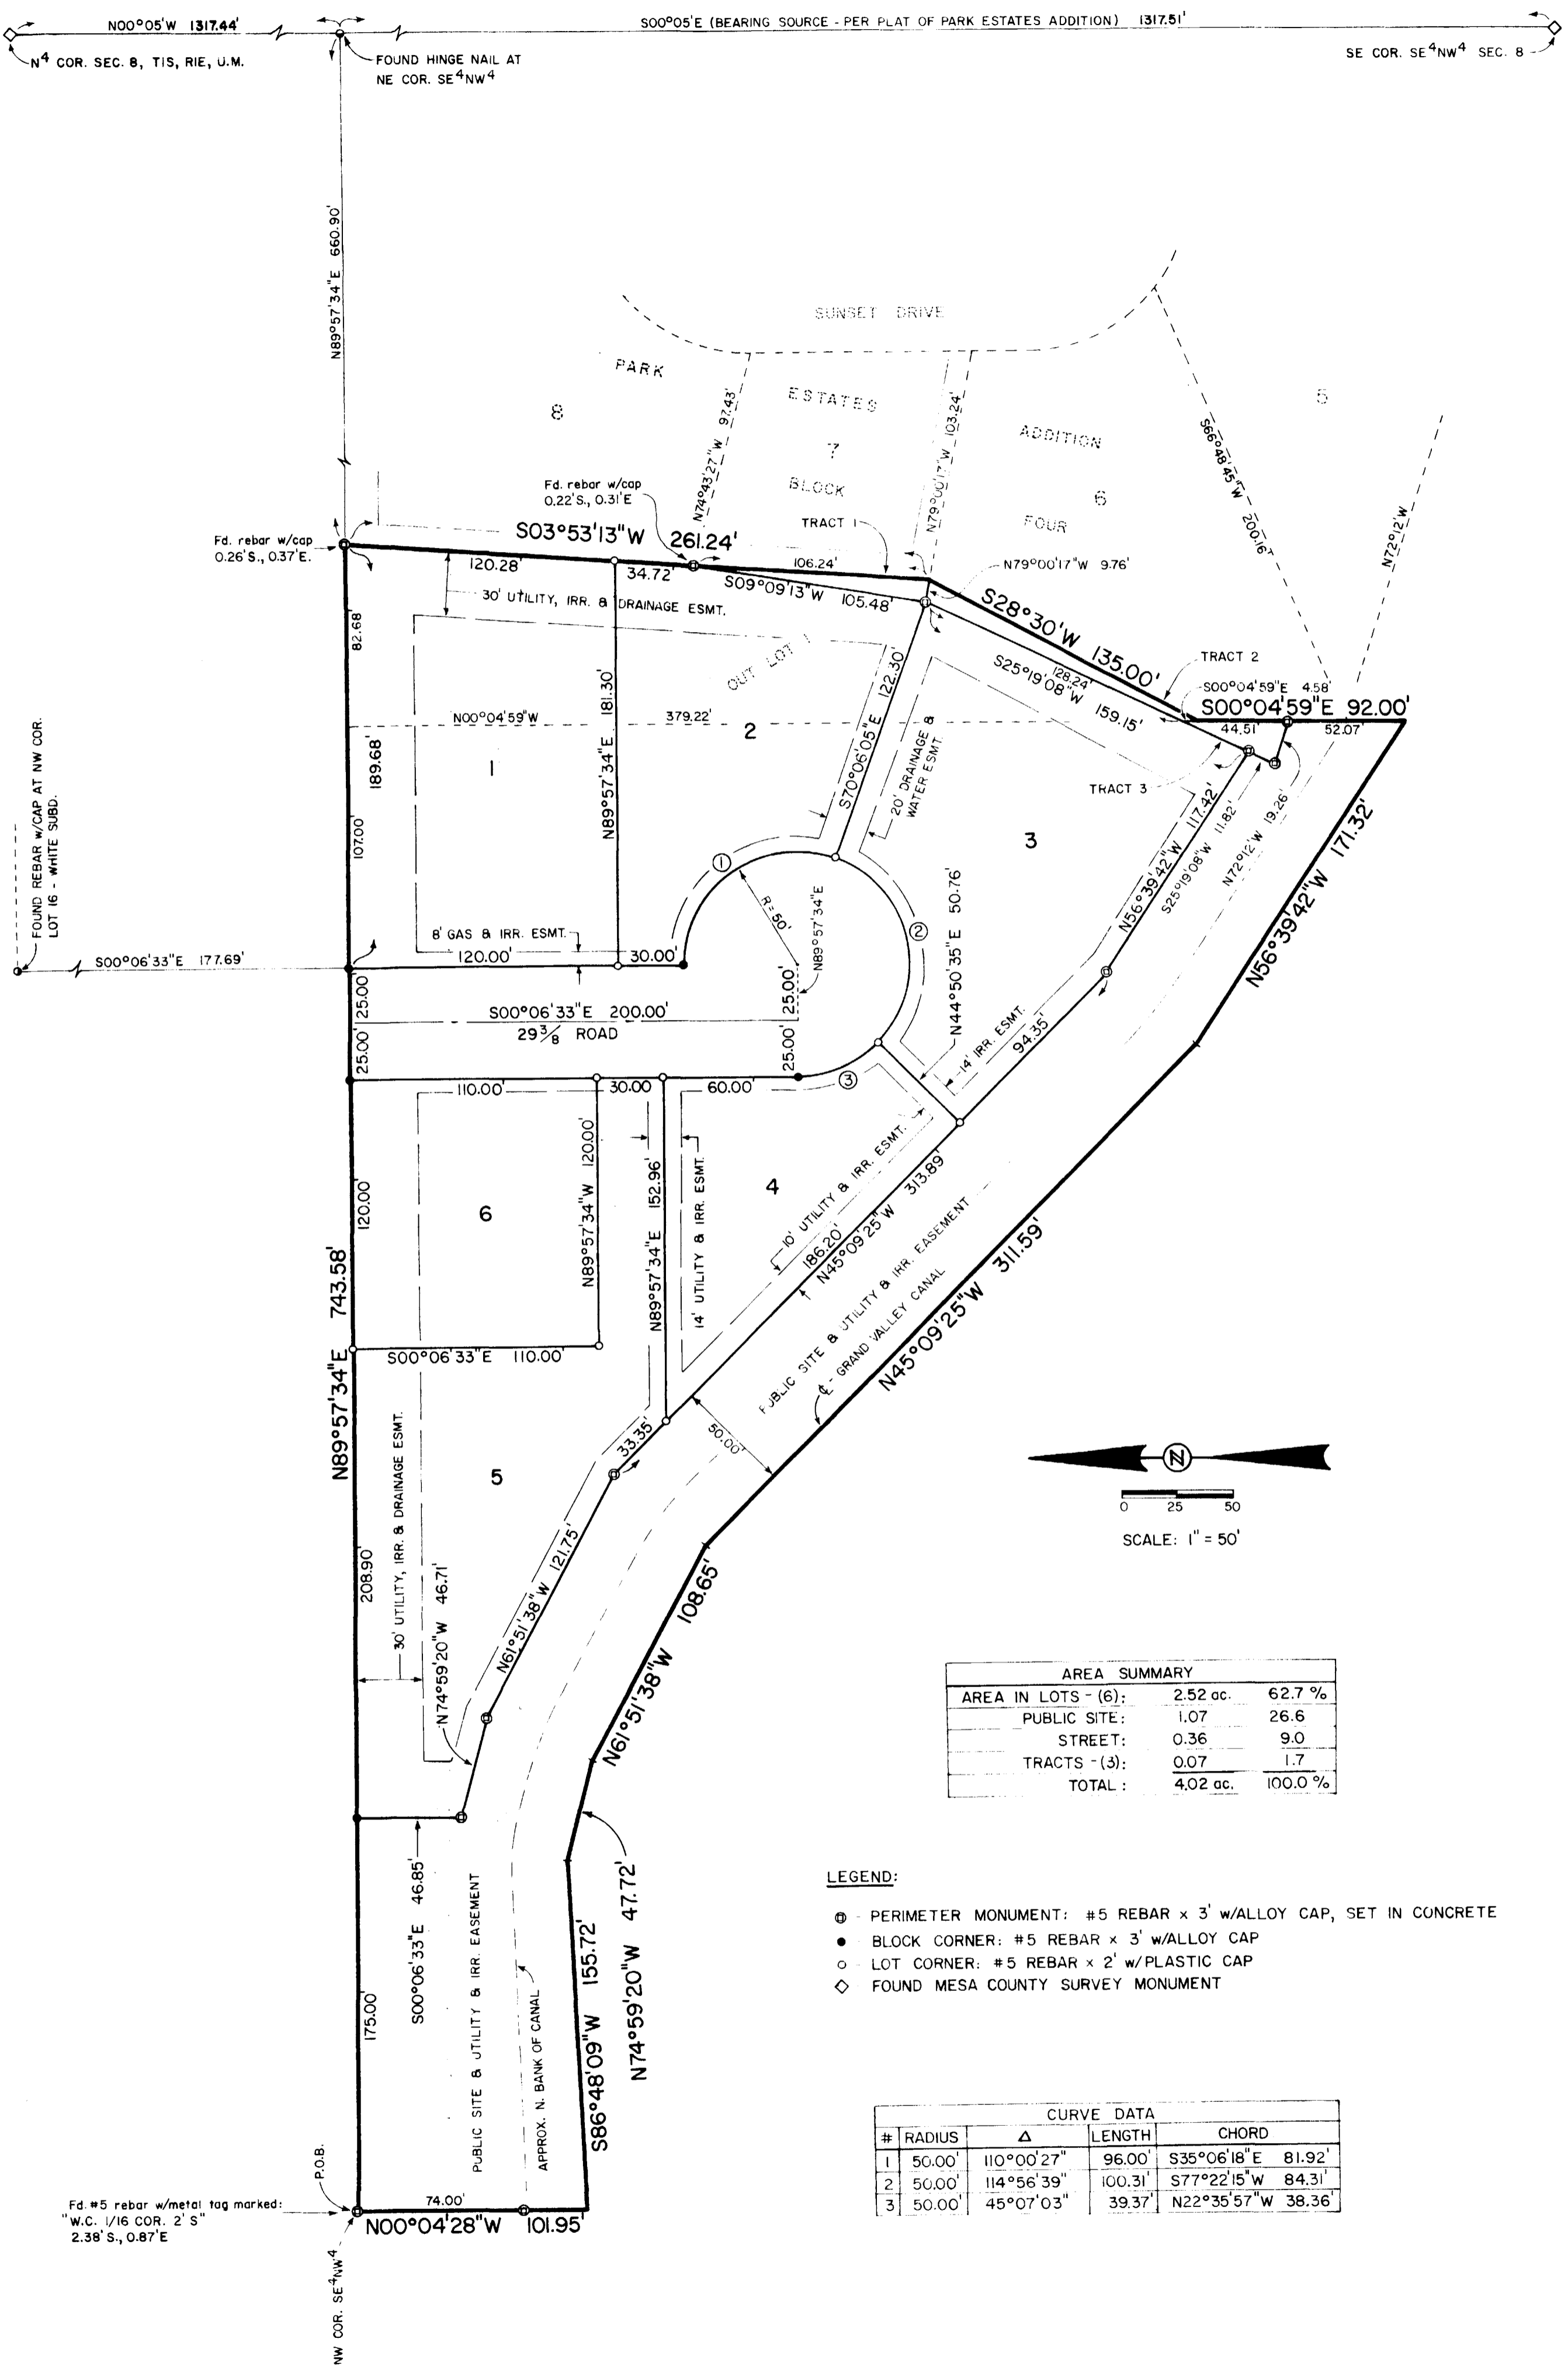 N00°05'W 1317.44'
S00°05'E (BEARING SOURCE - PER PLAT OF PARK ESTATES ADDITION) 1317.51'
N⁴ COR. SEC. 8, T1S, R1E, U.M.
FOUND HINGE NAIL AT
NE COR. SE⁴NW⁴
SE COR. SE⁴NW⁴ SEC. 8
N89°57'34"E 660.90'
SUNSET DRIVE
PARK
ESTATES
ADDITION
8
7
6
5
BLOCK
FOUR
N74°43'27"W 97.43'
N79°00'17"W 103.24'
S66°48'45"W 200.16'
N72°12'W
Fd. rebar w/cap
0.22'S., 0.31'E
TRACT 1
Fd. rebar w/cap
0.26'S., 0.37'E.
S03°53'13"W 261.24'
120.28'
34.72'
106.24'
S09°09'13"W 105.48'
N79°00'17"W 9.76'
S28°30'W 135.00'
30' UTILITY, IRR. & DRAINAGE ESMT.
OUT LOT 1
82.68'
189.68'
107.00'
N00°04'59"W 379.22'
N89°57'34"E 181.30'
S70°06'05"E 122.30'
1
2
3
S25°19'08"W 159.15'
128.24'
TRACT 2
S00°04'59"E 4.58'
S00°04'59"E 92.00'
44.51'
52.07'
TRACT 3
20' DRAINAGE &
WATER ESMT.
N56°39'42"W 117.42'
S25°19'08"W 11.82'
N72°12'W 19.26'
N56°39'42"W 171.32'
FOUND REBAR w/CAP AT NW COR.
LOT 16 - WHITE SUBD.
S00°06'33"E 177.69'
8' GAS & IRR. ESMT.
120.00'
30.00'
1
2
3
R=50'
N89°57'34"E
25.00'
25.00'
25.00'
25.00'
S00°06'33"E 200.00'
29 3/8 ROAD
N44°50'35"E 50.76'
14' IRR. ESMT.
94.35'
110.00'
30.00
60.00'
120.00'
6
N89°57'34"W 120.00'
N89°57'34"E 152.96'
14' UTILITY & IRR. ESMT.
4
10' UTILITY & IRR. ESMT.
186.20'
N45°09'25"W 313.89'
PUBLIC SITE & UTILITY & IRR. EASEMENT
℄ - GRAND VALLEY CANAL
N45°09'25"W 311.59'
N89°57'34"E 743.58'
S00°06'33"E 110.00'
33.35'
50.00'
5
208.90'
30' UTILITY, IRR. & DRAINAGE ESMT.
N74°59'20"W 46.71'
N61°51'38"W 121.75'
N61°51'38"W 108.65'
N
0 25 50
SCALE: 1" = 50'
AREA SUMMARY
AREA IN LOTS - (6): 2.52 ac. 62.7 %
PUBLIC SITE: 1.07 26.6
STREET: 0.36 9.0
TRACTS - (3): 0.07 1.7
TOTAL: 4.02 ac. 100.0 %
S00°06'33"E 46.85'
175.00'
PUBLIC SITE & UTILITY & IRR. EASEMENT
APPROX. N. BANK OF CANAL
S86°48'09"W 155.72'
N74°59'20"W 47.72'
LEGEND:
PERIMETER MONUMENT: #5 REBAR x 3' w/ALLOY CAP, SET IN CONCRETE
BLOCK CORNER: #5 REBAR x 3' w/ALLOY CAP
LOT CORNER: #5 REBAR x 2' w/PLASTIC CAP
FOUND MESA COUNTY SURVEY MONUMENT
CURVE DATA
# RADIUS Δ LENGTH CHORD
1 50.00' 110°00'27" 96.00' S35°06'18"E 81.92'
2 50.00' 114°56'39" 100.31' S77°22'15"W 84.31'
3 50.00' 45°07'03" 39.37' N22°35'57"W 38.36'
P.O.B.
Fd. #5 rebar w/metal tag marked:
"W.C. 1/16 COR. 2' S"
2.38'S., 0.87'E
74.00'
N00°04'28"W 101.95'
NW COR. SE⁴NW⁴